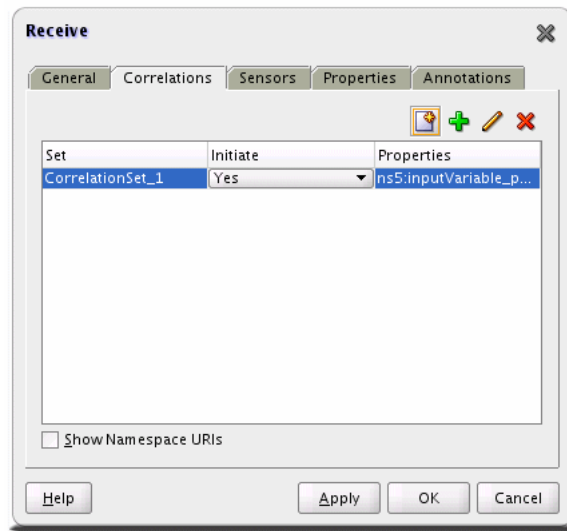 Receive
General Correlations Sensors Properties Annotations
Set Initiate Properties
CorrelationSet_1 Yes ns5:inputVariable_p...
Show Namespace URIs
Help Apply OK Cancel